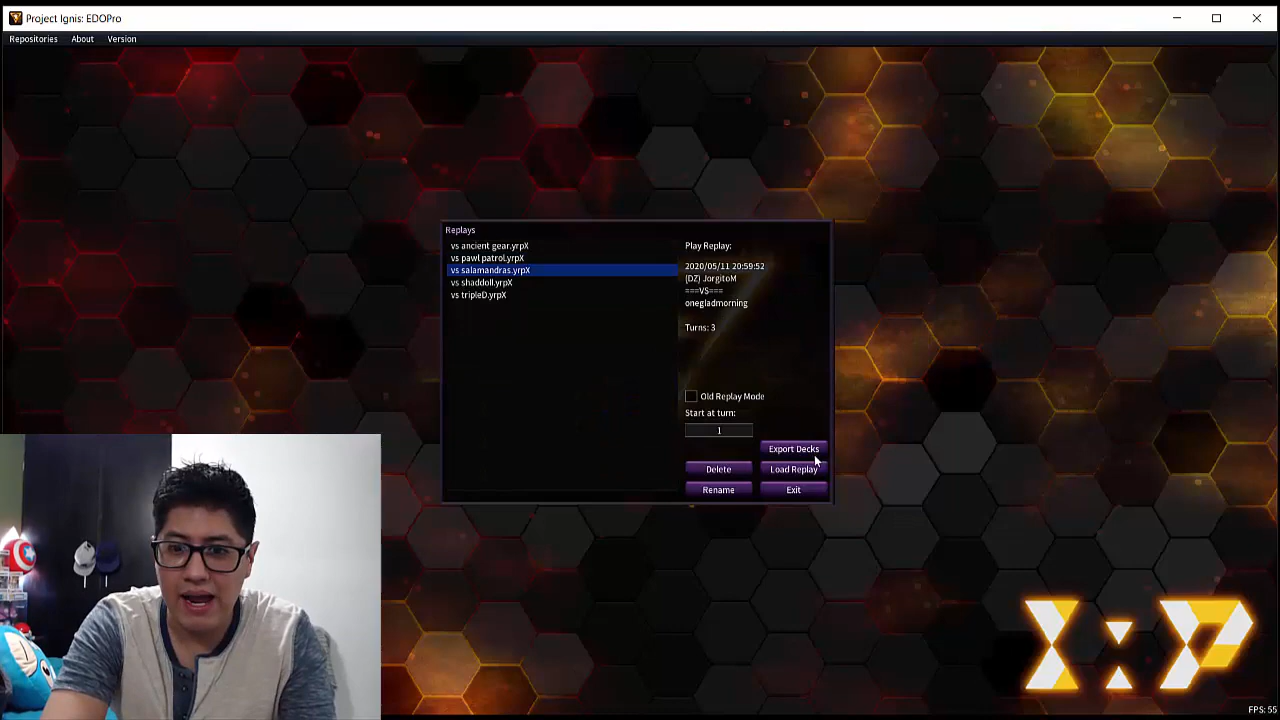 Project Ignis: EDOPro
Repositories About Version
Replays
vs ancient gear.yrpX
vs pawl patrol.yrpX
vs salamandras.yrpX
vs shaddoll.yrpX
vs tripleD.yrpX
Play Replay:
2020/05/11 20:59:52
(DZ) JorgitoM
===VS===
onegladmorning
Turns: 3
Old Replay Mode
Start at turn:
1
Export Decks
Delete Load Replay
Rename Exit
X:P
FPS: 55